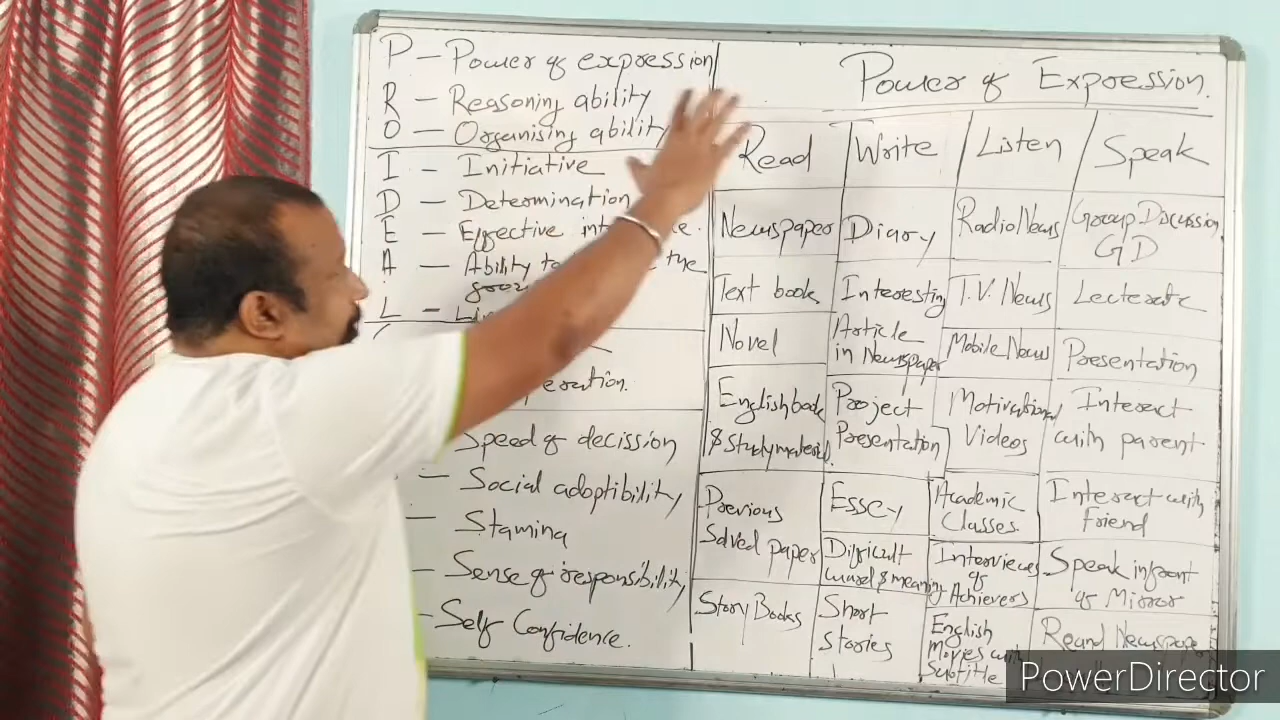 P – Power of expression
R – Reasoning ability
O – Organising ability
I – Initiative
D – Determination
E – Effective
A – Ability to the
L –
Speed of decission
– Social adoptibility
– Stamina
– Sense of responsibility
– Self Confidence.
Power of Expression.
Read Write Listen Speak
Newspaper
Text book
Novel
English book
& Study material.
Previous
Solved paper
Story Books
Diary
Interesting
Article
in Newspaper
Project
Presentation
Essey
Difficult
word & meaning
Short
stories
Radio News
T.V. News
Mobile News
Motivational
Videos
Academic
Classes
Interviews
of
Achievers
English
Movies with
Subtitle
Group Discussion
GD
Lecterate
Presentation
Interact
with parent
Interact with
friend
Speak infront
of Mirror
Newspaper
PowerDirector